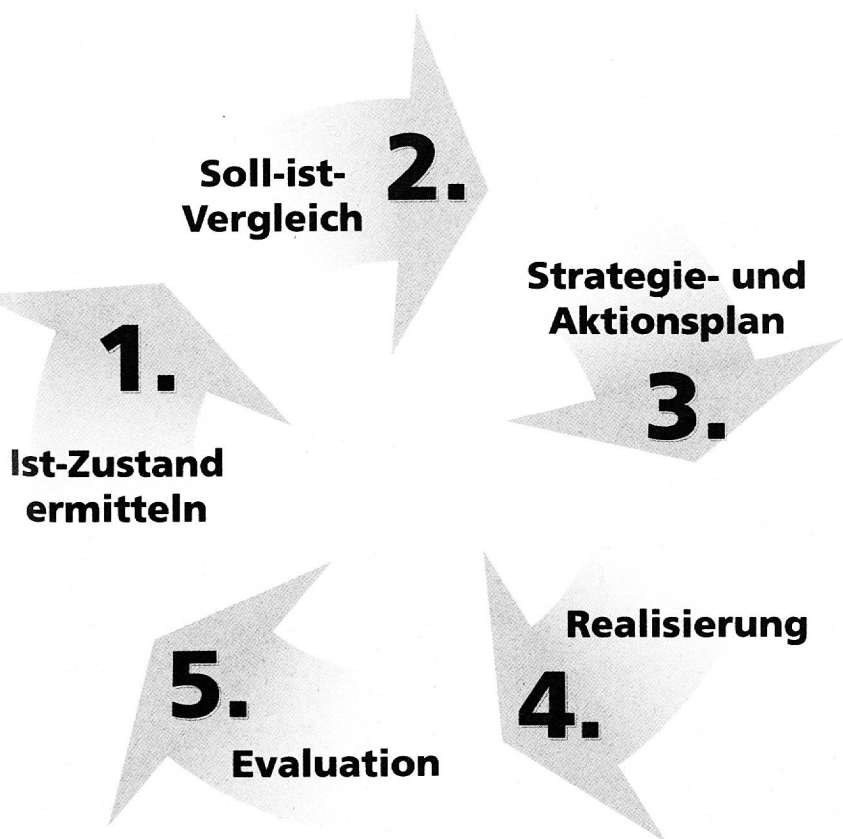 1.
Ist-Zustand
ermitteln
2.
Soll-ist-
Vergleich
3.
Strategie- und
Aktionsplan
4.
Realisierung
5.
Evaluation